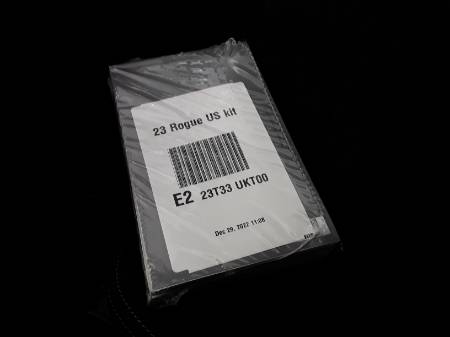 23 Rogue US kit
E2 23T33 UKT00
Dec 29, 2022 11:08